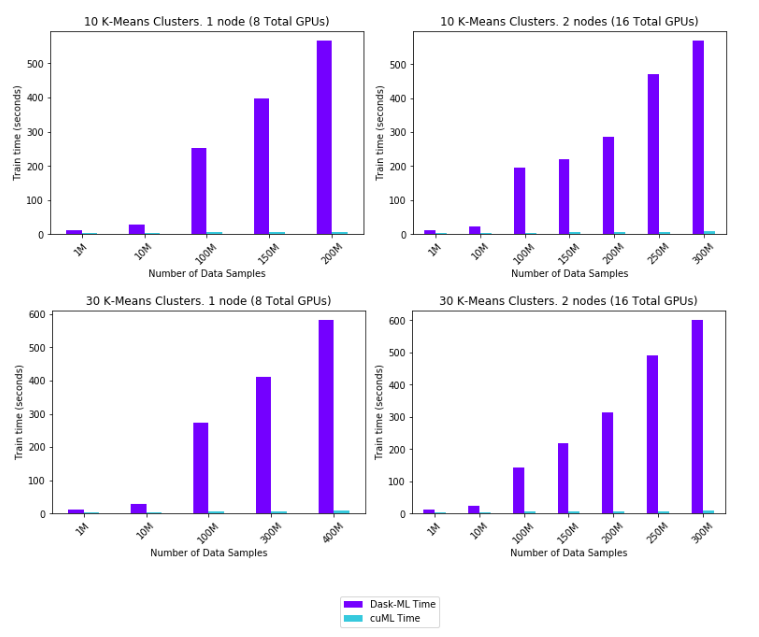 10 K-Means Clusters. 1 node (8 Total GPUs)
Train time (seconds)
500
400
300
200
100
0
1M
10M
100M
150M
200M
Number of Data Samples
10 K-Means Clusters. 2 nodes (16 Total GPUs)
Train time (seconds)
500
400
300
200
100
0
1M
10M
100M
150M
200M
250M
300M
Number of Data Samples
30 K-Means Clusters. 1 node (8 Total GPUs)
Train time (seconds)
600
500
400
300
200
100
0
1M
10M
100M
300M
400M
Number of Data Samples
30 K-Means Clusters. 2 nodes (16 Total GPUs)
Train time (seconds)
600
500
400
300
200
100
0
1M
10M
100M
150M
200M
250M
300M
Number of Data Samples
Dask-ML Time
cuML Time